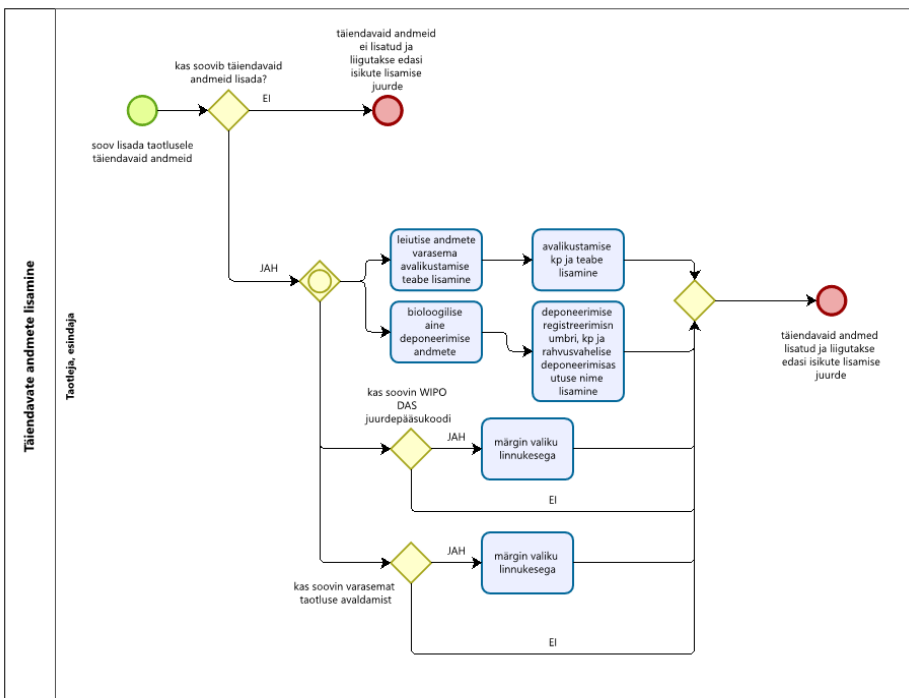 Täiendavate andmete lisamine
Taotleja, esindaja
täiendavaid andmeid
ei lisatud ja
liigutakse edasi
isikute lisamise
juurde
kas soovib täiendavaid
andmeid lisada?
EI
soov lisada taotlusele
täiendavaid andmeid
JAH
leiutise andmete
varasema
avalikustamise
teabe lisamine
avalikustamise
kp ja teabe
lisamine
bioloogilise
aine
deponeerimise
andmete
deponeerimise
registreerimisn
umbri, kp ja
rahvusvahelise
deponeerimisas
utuse nime
lisamine
täiendavaid andmed
lisatud ja liigutakse
edasi isikute lisamise
juurde
kas soovin WIPO
DAS
juurdepääsukoodi
JAH
märgin valiku
linnukesega
EI
kas soovin varasemat
taotluse avaldamist
JAH
märgin valiku
linnukesega
EI